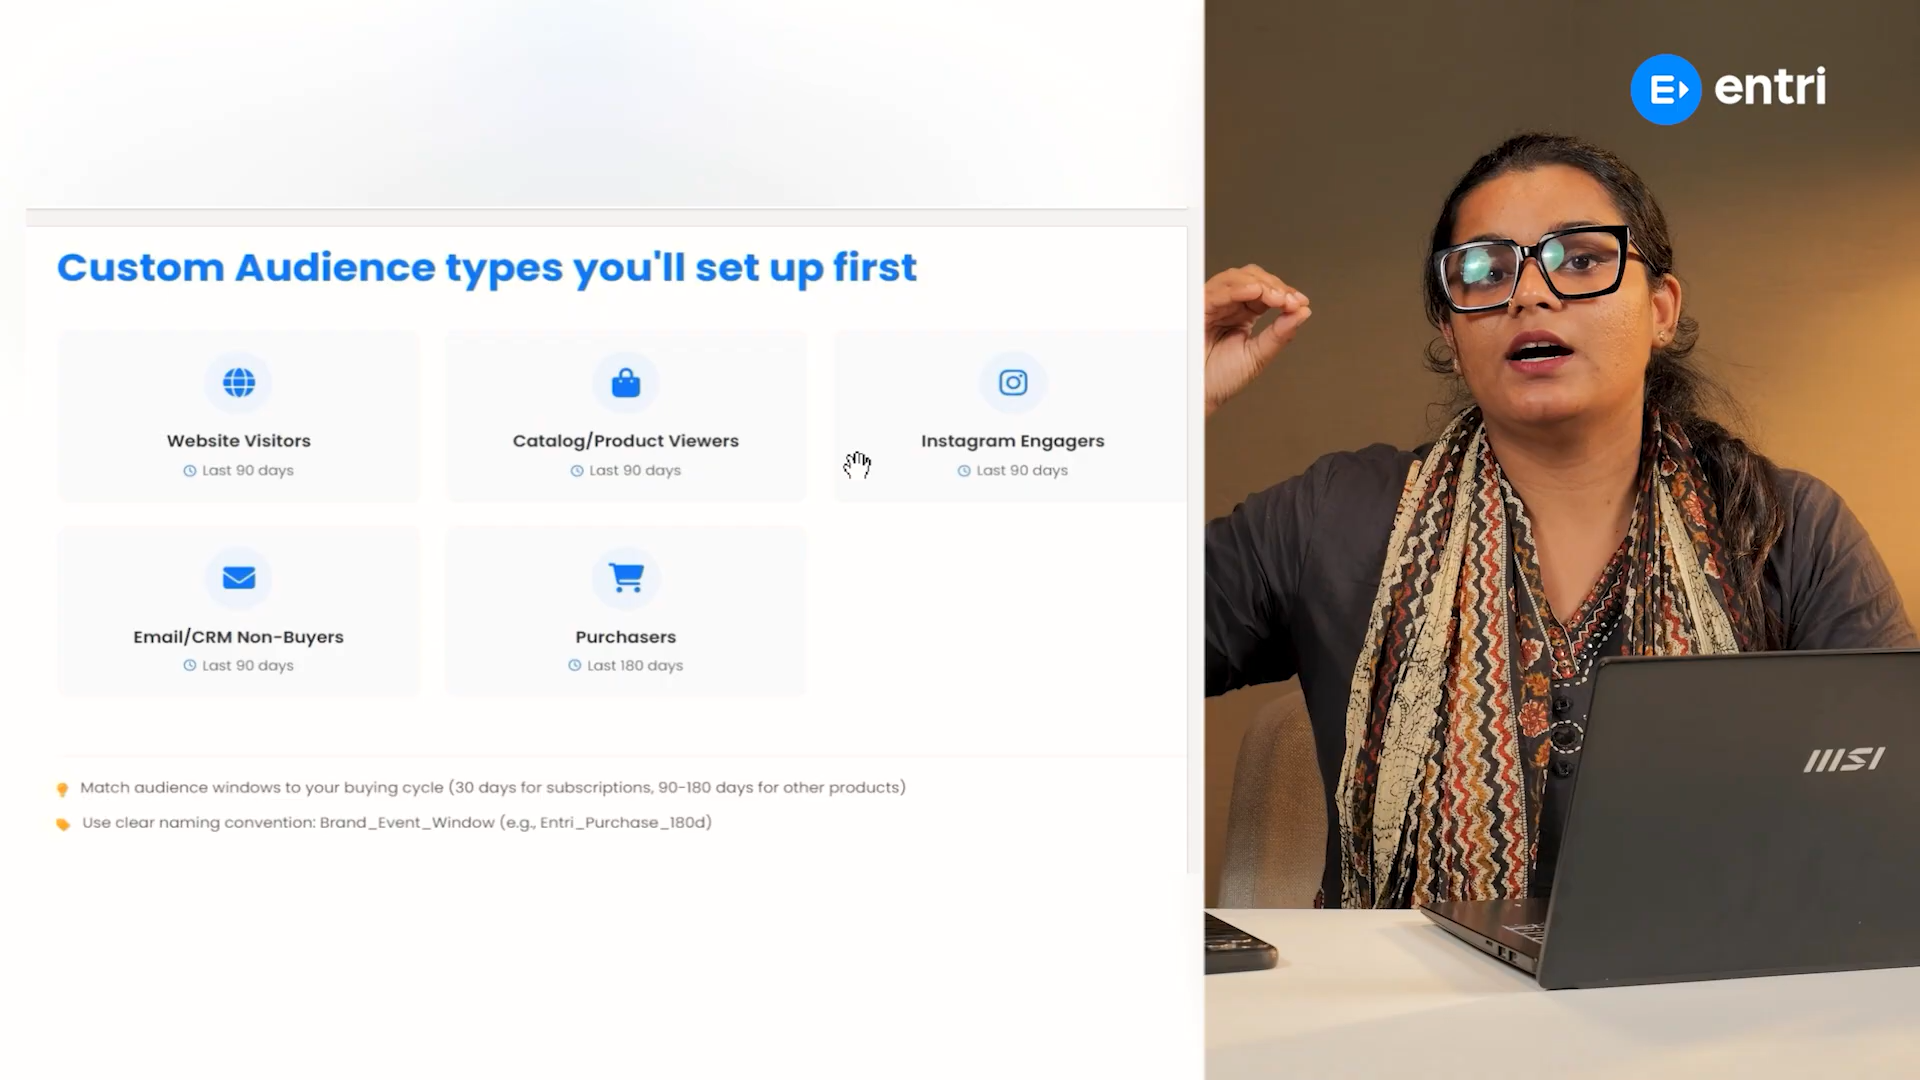 E entri
Custom Audience types you'll set up first
Website Visitors
Last 90 days
Catalog/Product Viewers
Last 90 days
Instagram Engagers
Last 90 days
Email/CRM Non-Buyers
Last 90 days
Purchasers
Last 180 days
Match audience windows to your buying cycle (30 days for subscriptions, 90-180 days for other products)
Use clear naming convention: Brand_Event_Window (e.g., Entri_Purchase_180d)
msi